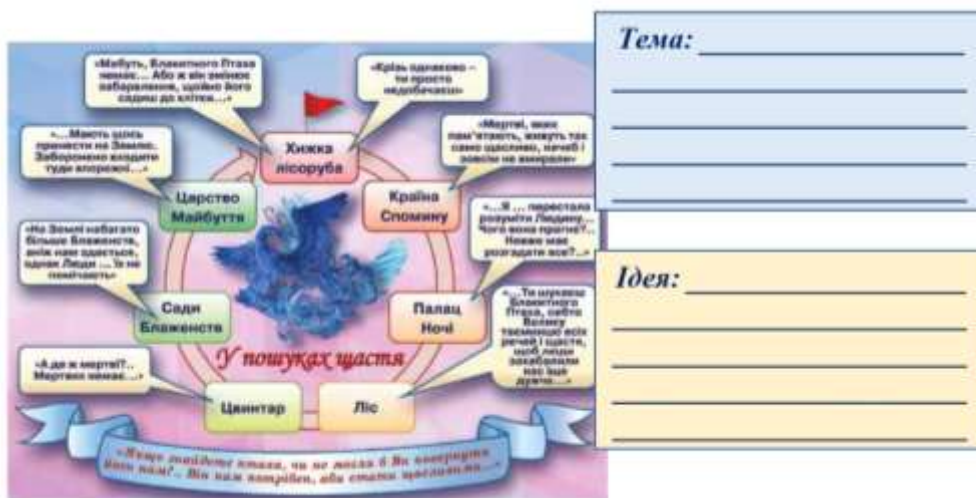 Тема:
«Мабуть, Блакитного Птаха
немає... Або ж він змінює
забарвлення, щойно його
садиш до клітки...»
«Крізь однаково –
ти просто
недобачаєш»
«...Мають щось
принести на Землю.
Заборонено входити
туди впорожні...»
Хижка
лісоруба
«Мертві, яких
пам'ятають, живуть так
само щасливо, начеб і
зовсім не вмирали»
Царство
Майбуття
Країна
Спомину
«...Я ... перестала
розуміти Людину...
Чого вона прагне?..
Невже має
розгадати все?..»
«На Землі набагато
більше Блаженств,
аніж нам здається,
однак Люди ... їх не
помічають»
Ідея:
Сади
Блаженств
Палац
Ночі
«...Ти шукаєш
Блакитного
Птаха, себто
Велику
таємницю всіх
речей і щастя,
щоб люди
закабалили
нас іще
дужче...»
У пошуках щастя
«А де ж мертві?..
Мертвих немає...»
Цвинтар
Ліс
«Якщо знайдете птаха, чи не могли б Ви повернути
його нам?.. Він нам потрібен, аби стати щасливими...»